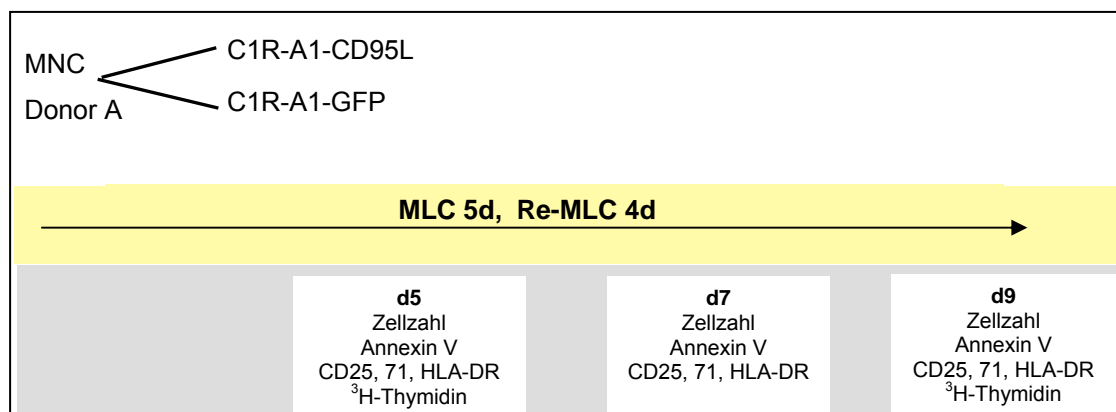 MNC
Donor A
C1R-A1-CD95L
C1R-A1-GFP
MLC 5d, Re-MLC 4d
d5
Zellzahl
Annexin V
CD25, 71, HLA-DR
³H-Thymidin
d7
Zellzahl
Annexin V
CD25, 71, HLA-DR
d9
Zellzahl
Annexin V
CD25, 71, HLA-DR
³H-Thymidin